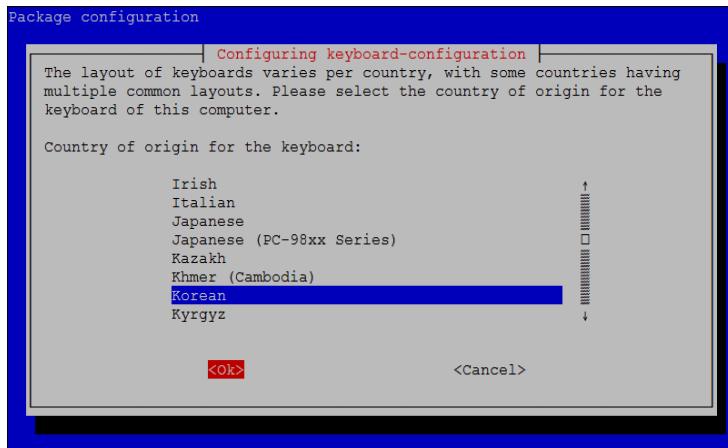 Package configuration
Configuring keyboard-configuration
The layout of keyboards varies per country, with some countries having
multiple common layouts. Please select the country of origin for the
keyboard of this computer.
Country of origin for the keyboard:
Irish
Italian
Japanese
Japanese (PC-98xx Series)
Kazakh
Khmer (Cambodia)
Korean
Kyrgyz
<Ok> <Cancel>